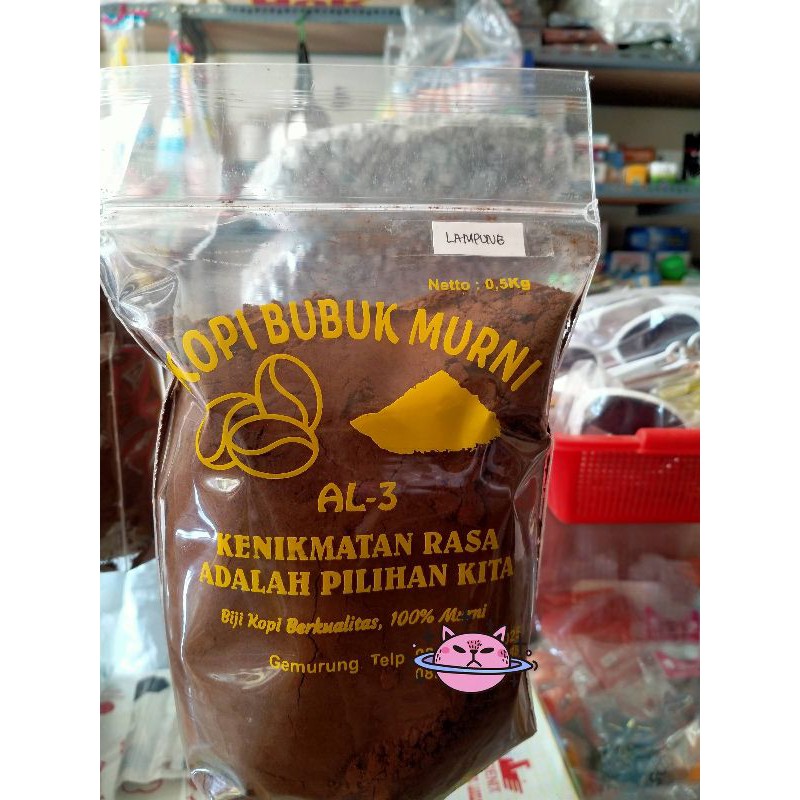 LAMPUNG
Netto : 0,5Kg
KOPI BUBUK MURNI
AL-3
KENIKMATAN RASA
ADALAH PILIHAN KITA
Biji Kopi Berkualitas, 100% Murni
Gemurung Telp